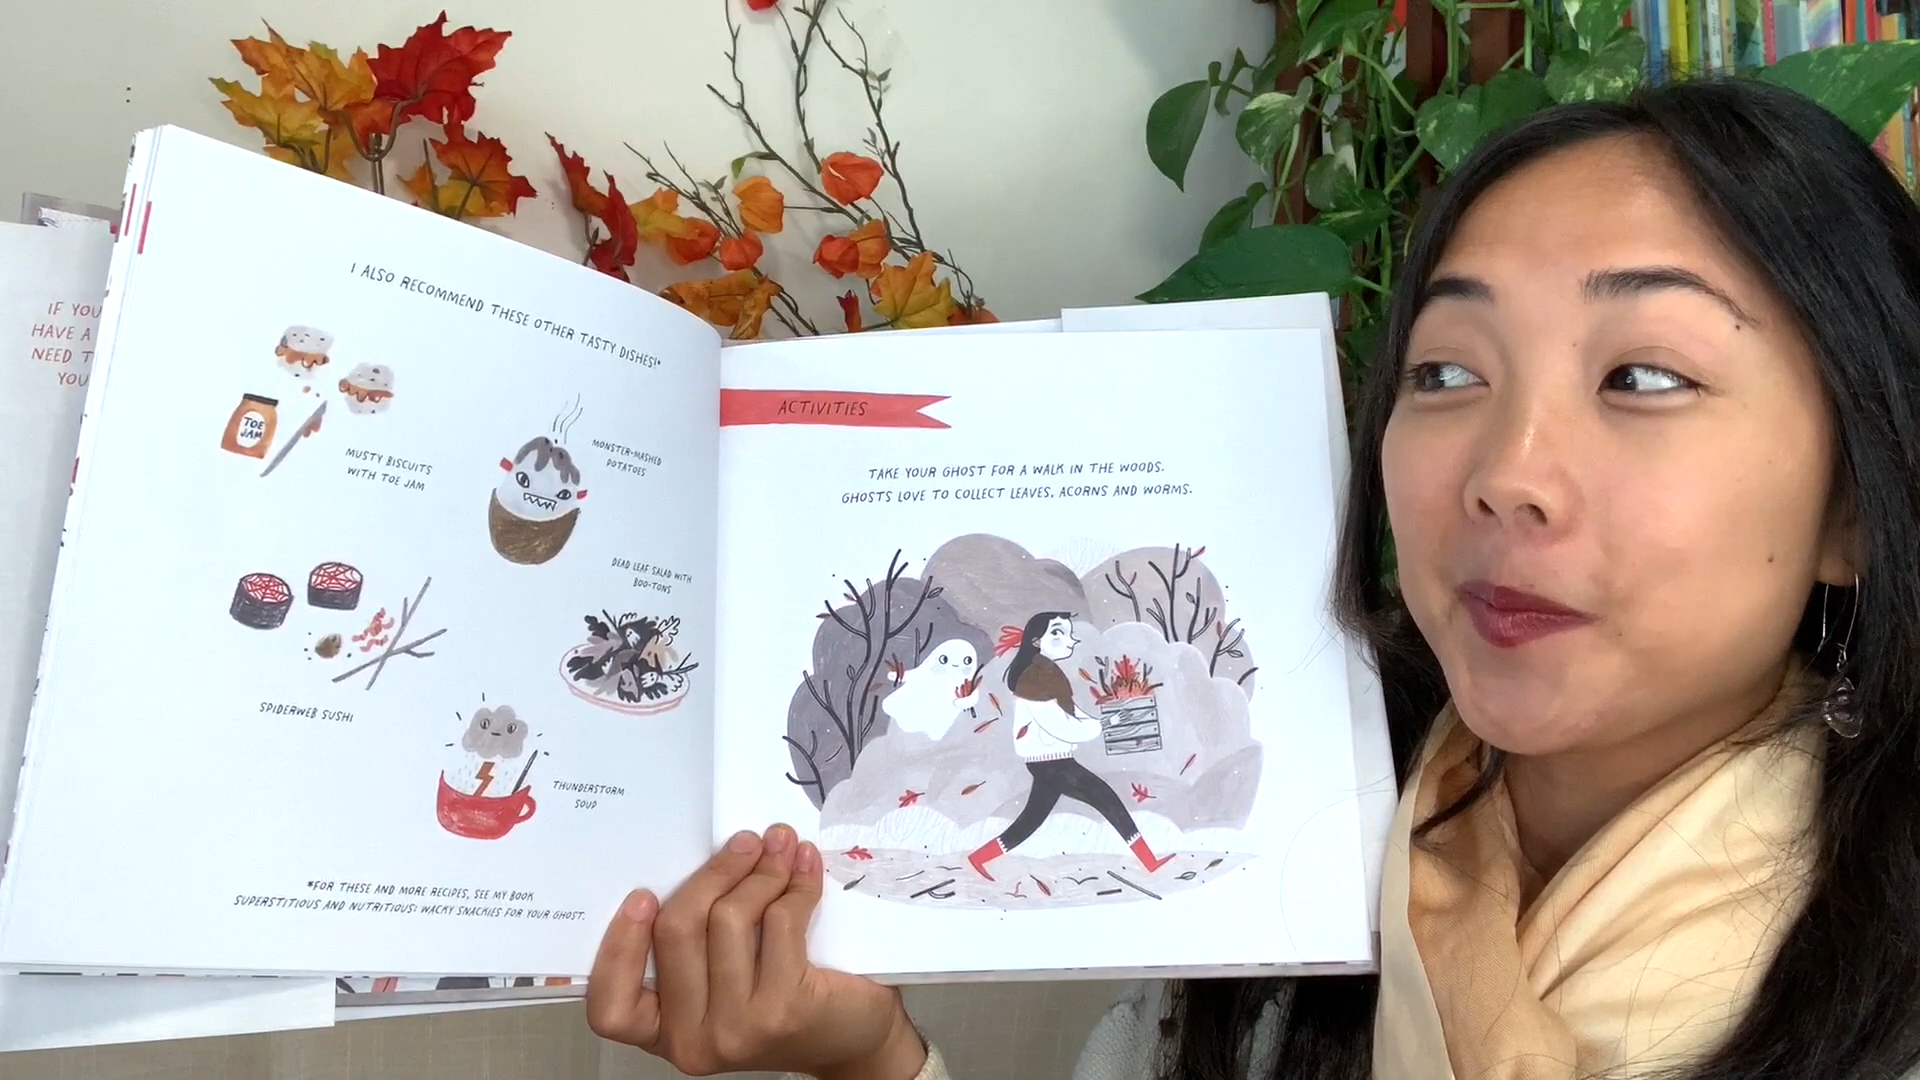 IF YOU
HAVE A
NEED
YOU
I ALSO RECOMMEND THESE OTHER TASTY DISHES!*
TOE
JAM
MUSTY BISCUITS
WITH TOE JAM
MONSTER-MASHED
POTATOES
DEAD LEAF SALAD WITH
BOO-TONS
SPIDERWEB SUSHI
THUNDERSTORM
SOUP
*FOR THESE AND MORE RECIPES, SEE MY BOOK
SUPERSTITIOUS AND NUTRITIOUS: WACKY SNACKIES FOR YOUR GHOST.
ACTIVITIES
TAKE YOUR GHOST FOR A WALK IN THE WOODS.
GHOSTS LOVE TO COLLECT LEAVES, ACORNS AND WORMS.